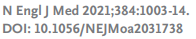 N Engl J Med 2021;384:1003-14.
DOI: 10.1056/NEJMoa2031738